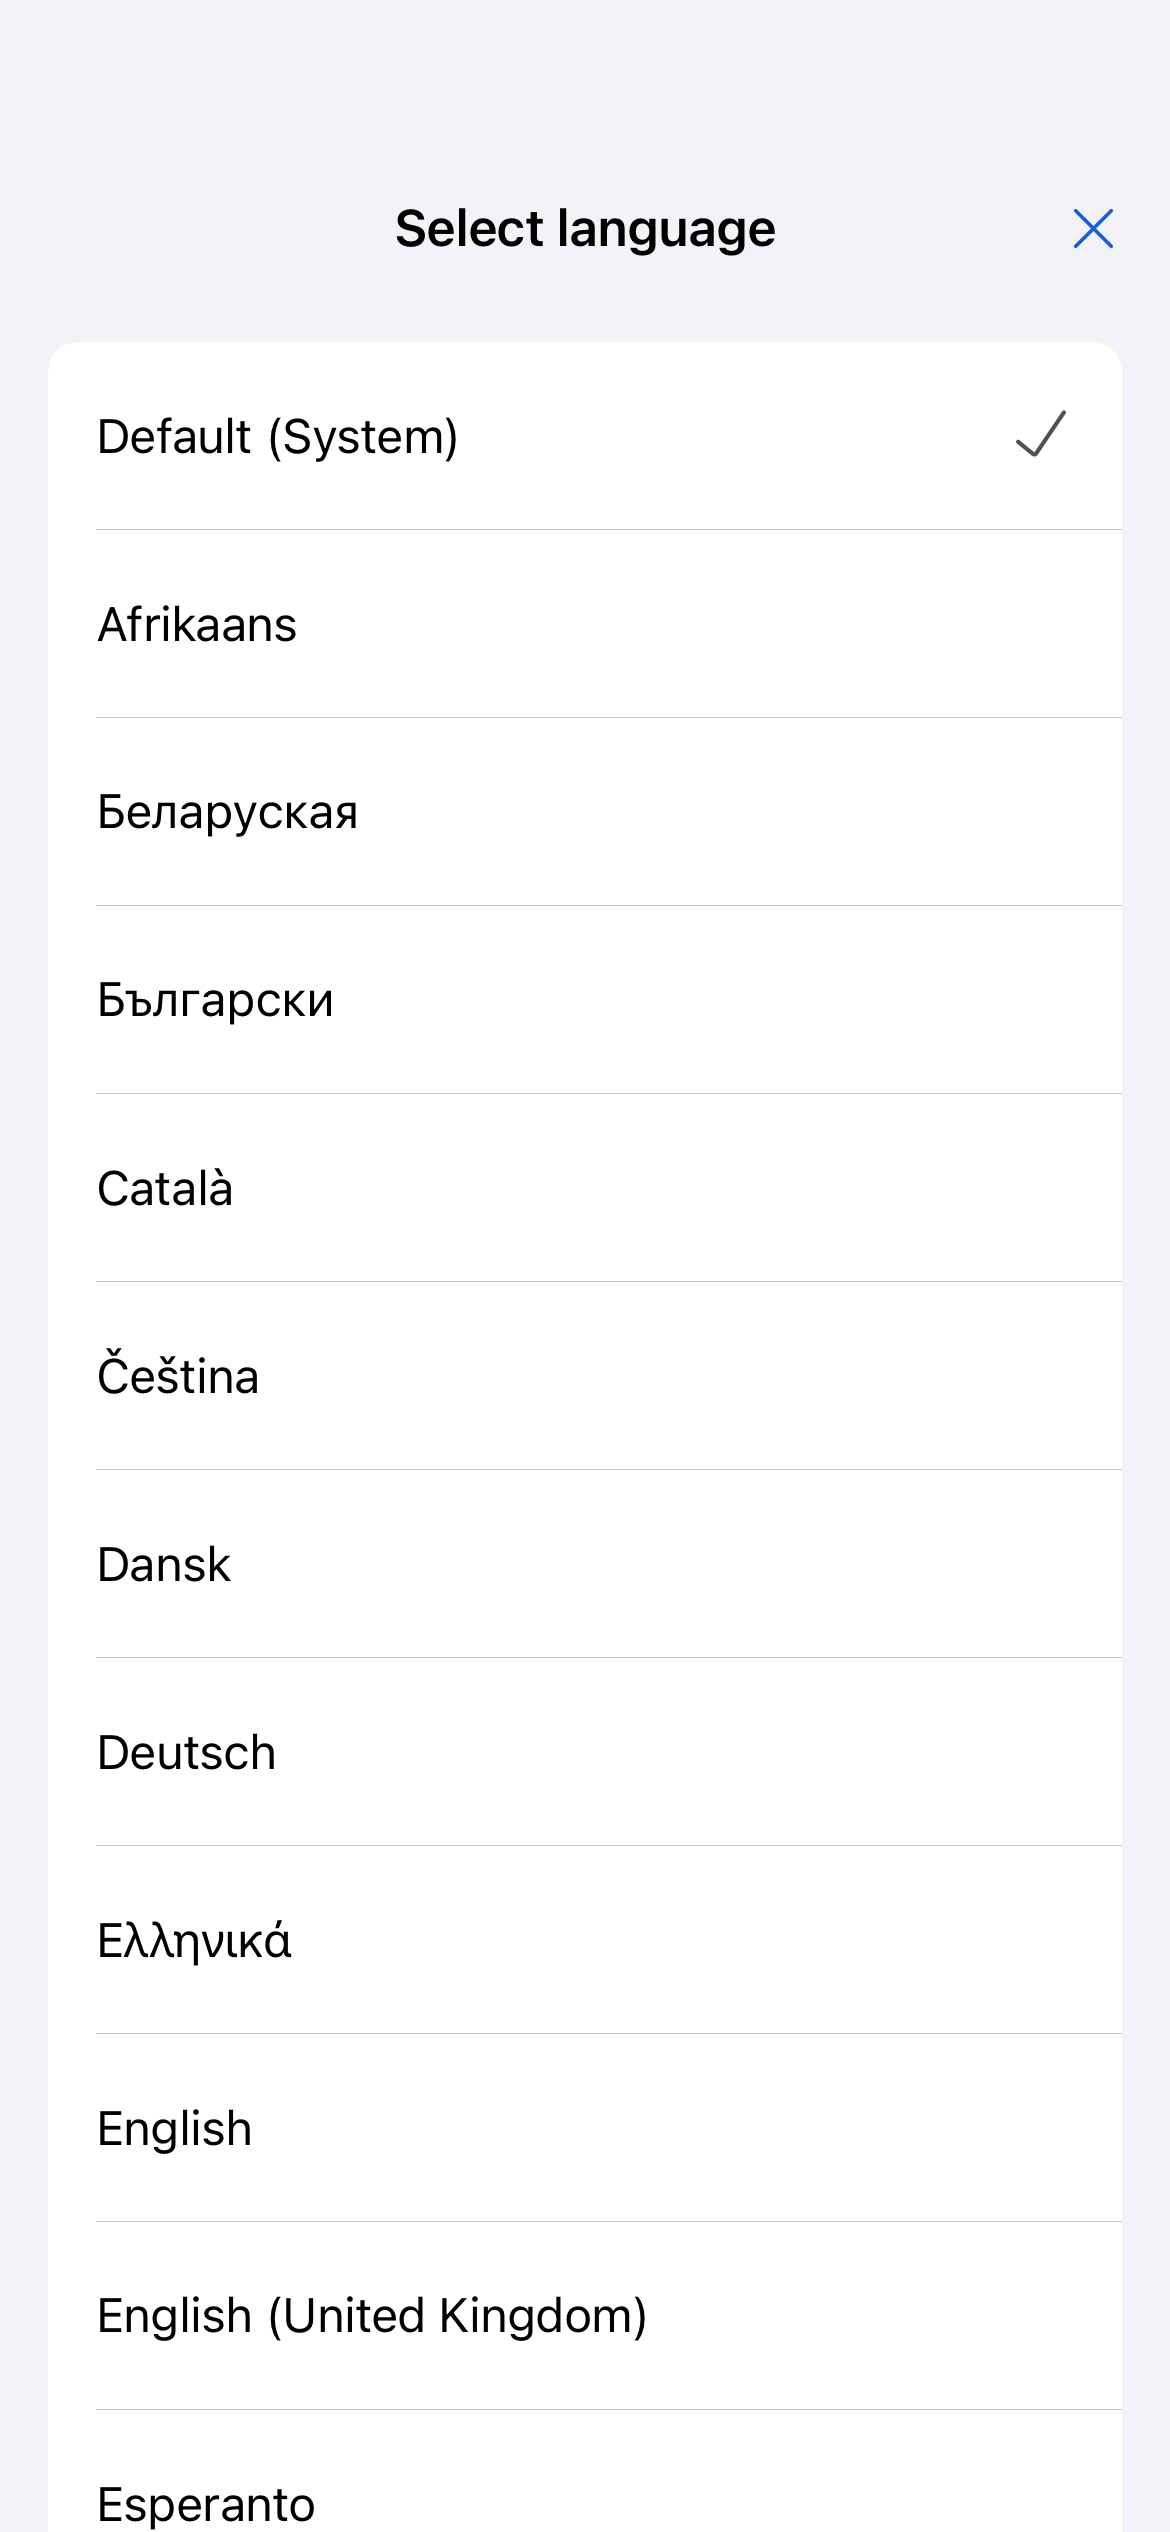 Select language
Default (System)
Afrikaans
Беларуская
Български
Català
Čeština
Dansk
Deutsch
Ελληνικά
English
English (United Kingdom)
Esperanto